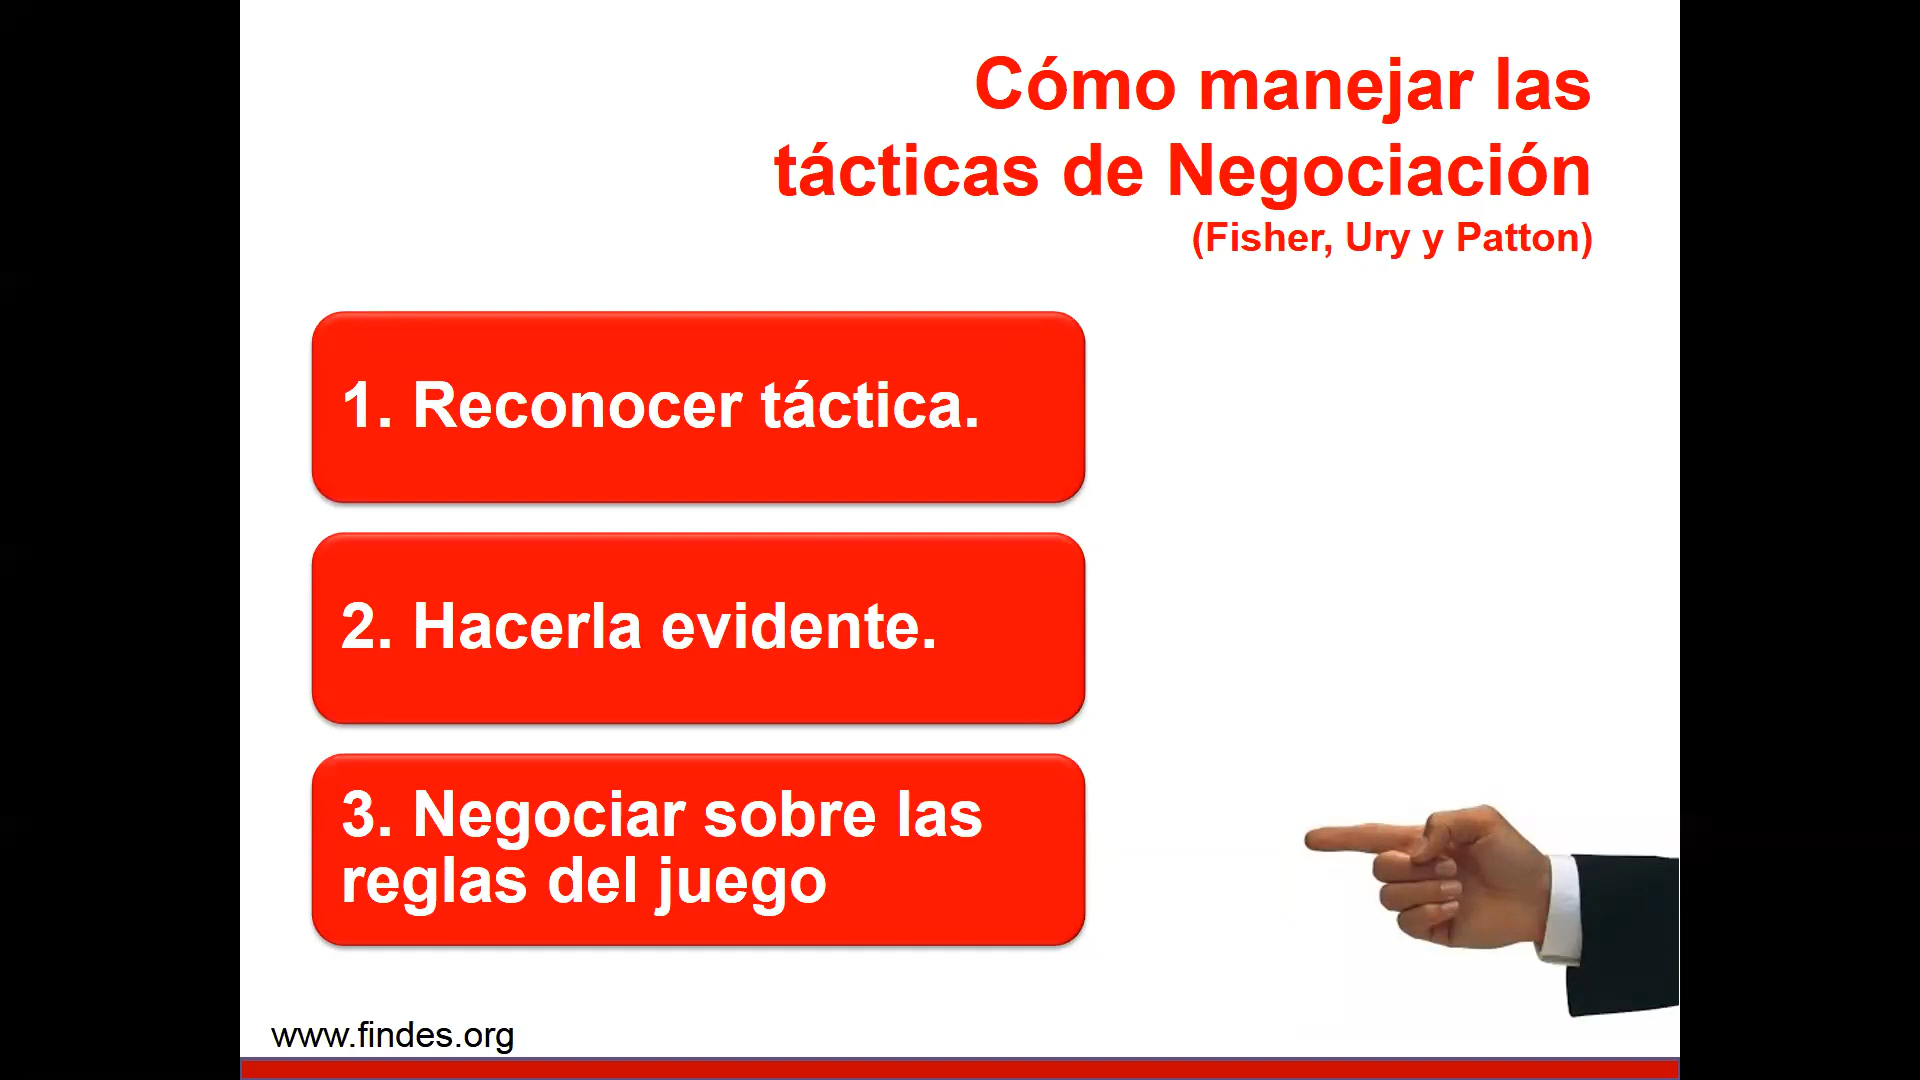 Cómo manejar las
tácticas de Negociación
(Fisher, Ury y Patton)
1. Reconocer táctica.
2. Hacerla evidente.
3. Negociar sobre las
reglas del juego
www.findes.org